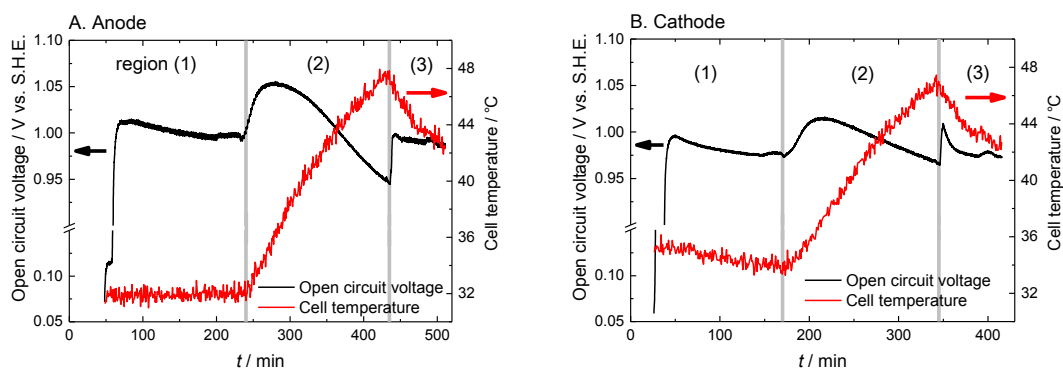 A. Anode
region (1)
(2)
(3)
Open circuit voltage / V vs. S.H.E.
1.10
1.05
1.00
0.95
0.10
0.05
48
44
40
36
32
Cell temperature / °C
Open circuit voltage
Cell temperature
0
100
200
300
400
500
t / min
B. Cathode
(1)
(2)
(3)
Open circuit voltage / V vs. S.H.E.
1.10
1.05
1.00
0.95
0.10
0.05
48
44
40
36
32
Cell temperature / °C
Open circuit voltage
Cell temperature
0
100
200
300
400
t / min